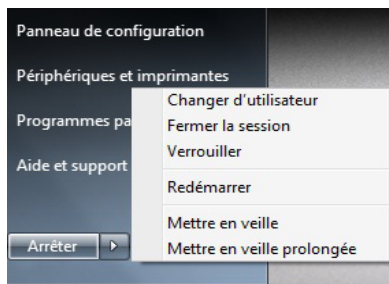 Panneau de configuration
Périphériques et imprimantes
Programmes pa
Aide et support
Changer d'utilisateur
Fermer la session
Verrouiller
Redémarrer
Mettre en veille
Mettre en veille prolongée
Arrêter